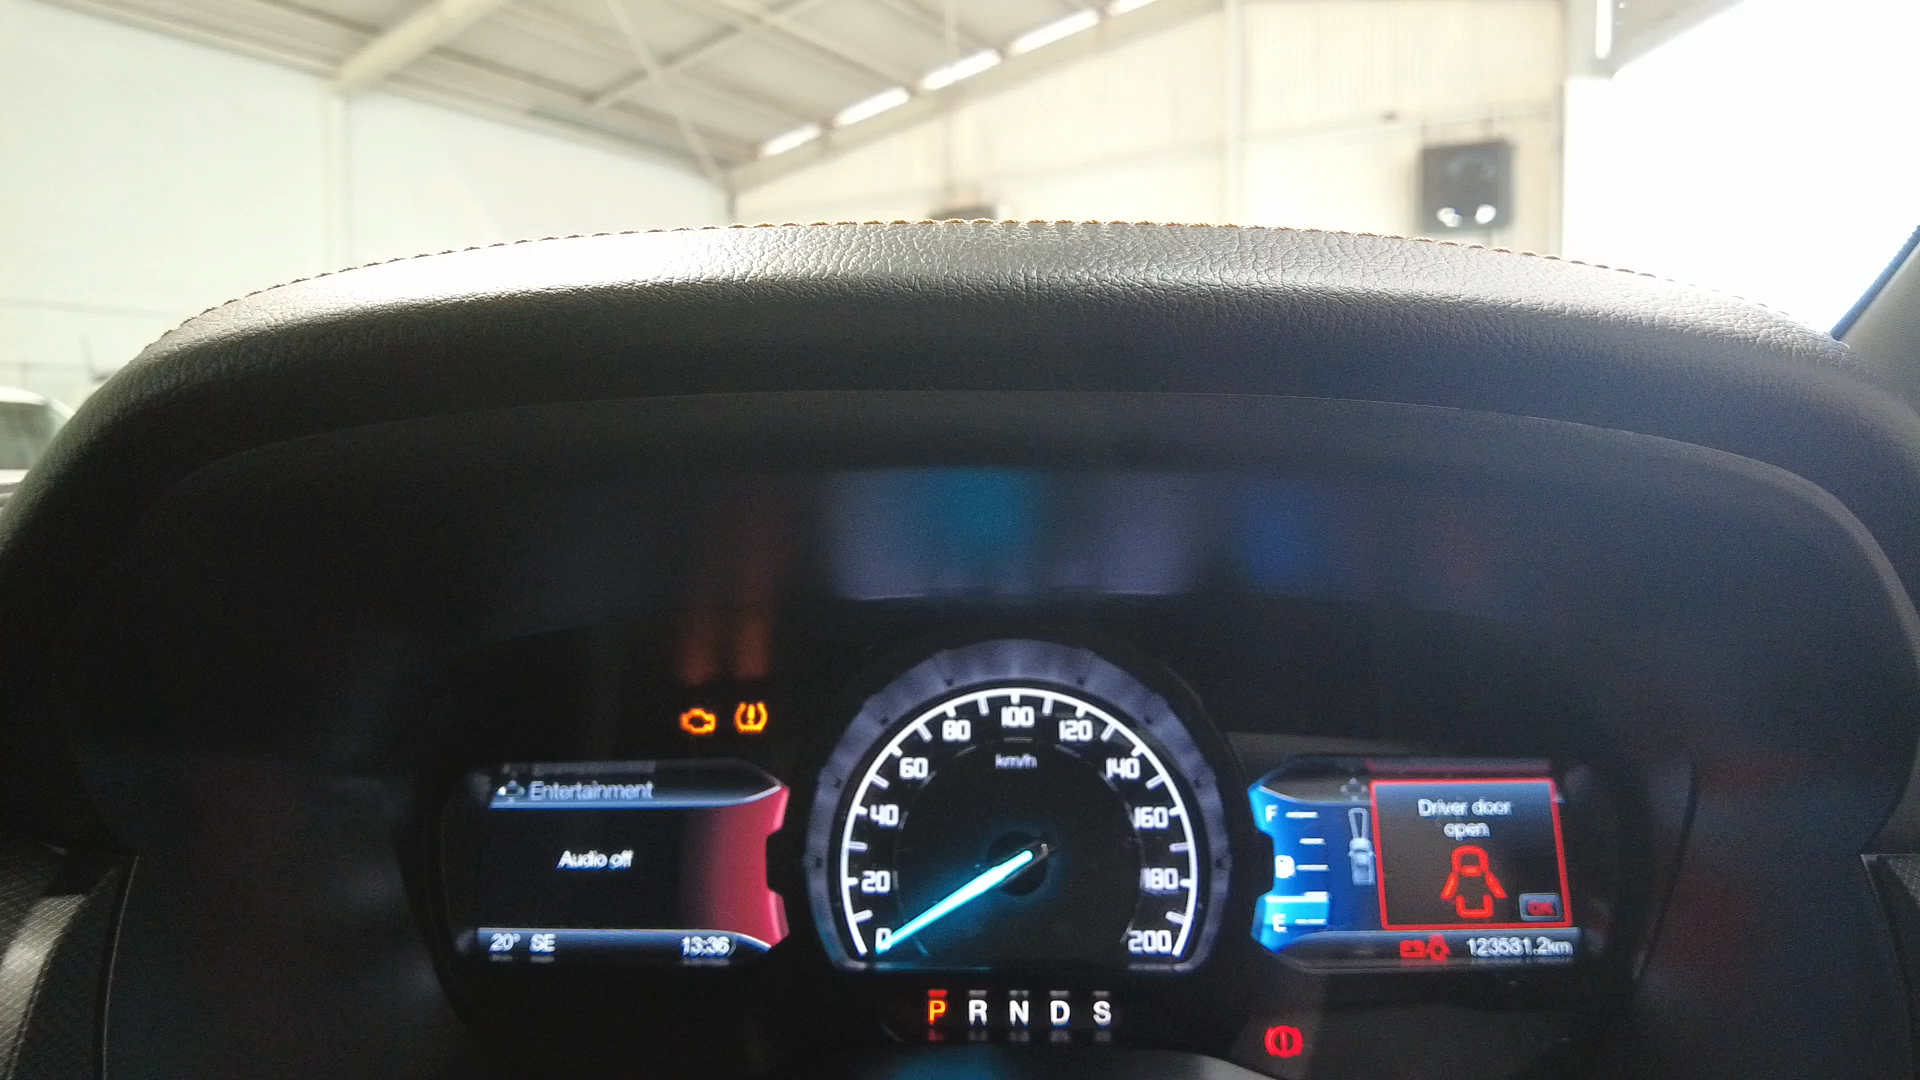 Entertainment
Audio off
20° SE
13:36
0
20
40
60
80
100
120
140
160
180
200
km/h
P R N D S
F
E
Driver door
open
OK
123531.2km